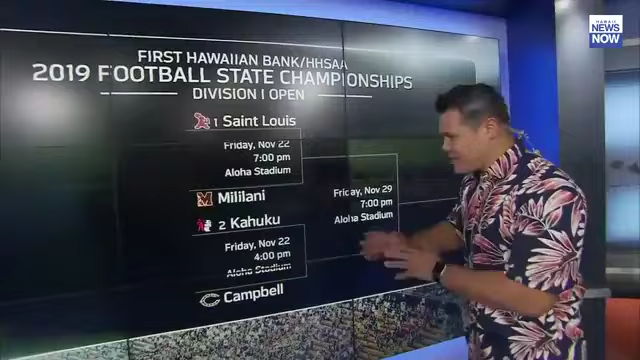 HAWAII
NEWS
NOW
FIRST HAWAIIAN BANK/HHSAA
2019 FOOTBALL STATE CHAMPIONSHIPS
DIVISION I OPEN
1 Saint Louis
Friday, Nov 22
7:00 pm
Aloha Stadium
M Mililani
2 Kahuku
Friday, Nov 22
4:00 pm
Aloha Stadium
C Campbell
Friday, Nov 29
7:00 pm
Aloha Stadium